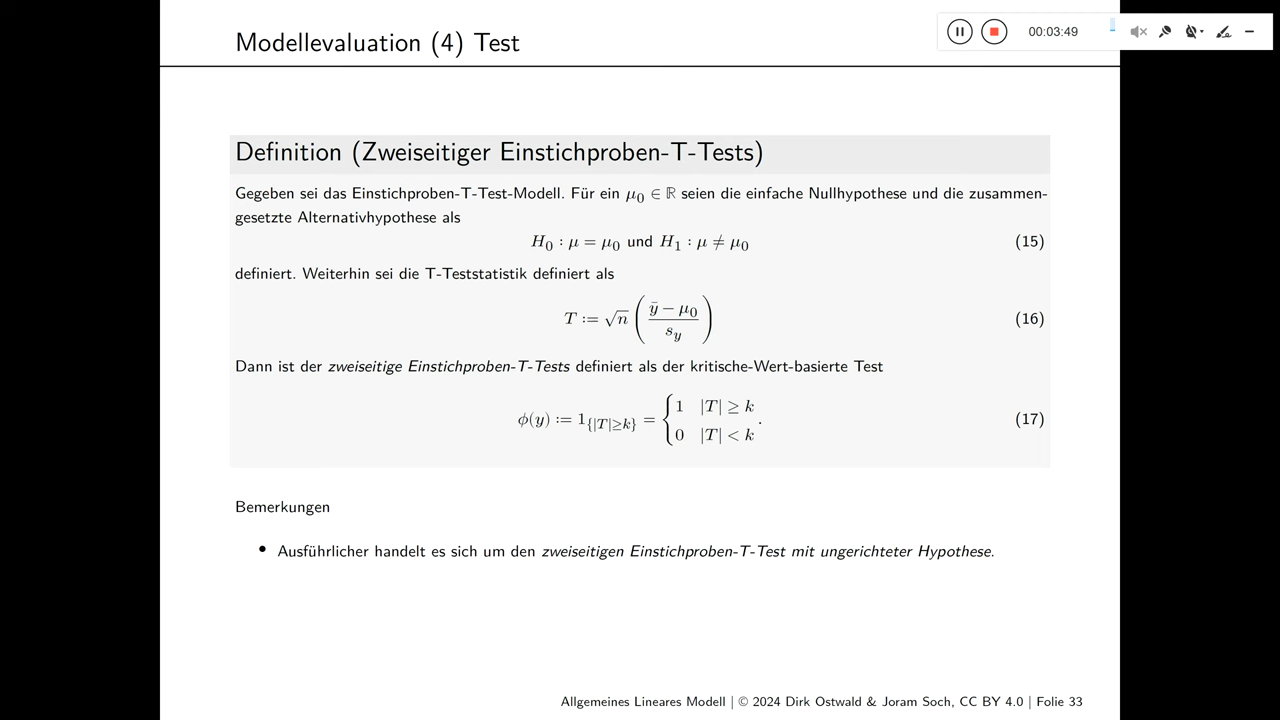 Modellevaluation (4) Test
00:03:49
Definition (Zweiseitiger Einstichproben-T-Tests)
Gegeben sei das Einstichproben-T-Test-Modell. Für ein μ₀ ∈ ℝ seien die einfache Nullhypothese und die zusammen-
gesetzte Alternativhypothese als
H₀ : μ = μ₀ und H₁ : μ ≠ μ₀ (15)
definiert. Weiterhin sei die T-Teststatistik definiert als
T := √n ( (ȳ − μ₀) / s_y ) (16)
Dann ist der zweiseitige Einstichproben-T-Tests definiert als der kritische-Wert-basierte Test
ϕ(y) := 1_{|T|≥k} = { 1 |T| ≥ k
0 |T| < k . (17)
Bemerkungen
• Ausführlicher handelt es sich um den zweiseitigen Einstichproben-T-Test mit ungerichteter Hypothese.
Allgemeines Lineares Modell | © 2024 Dirk Ostwald & Joram Soch, CC BY 4.0 | Folie 33